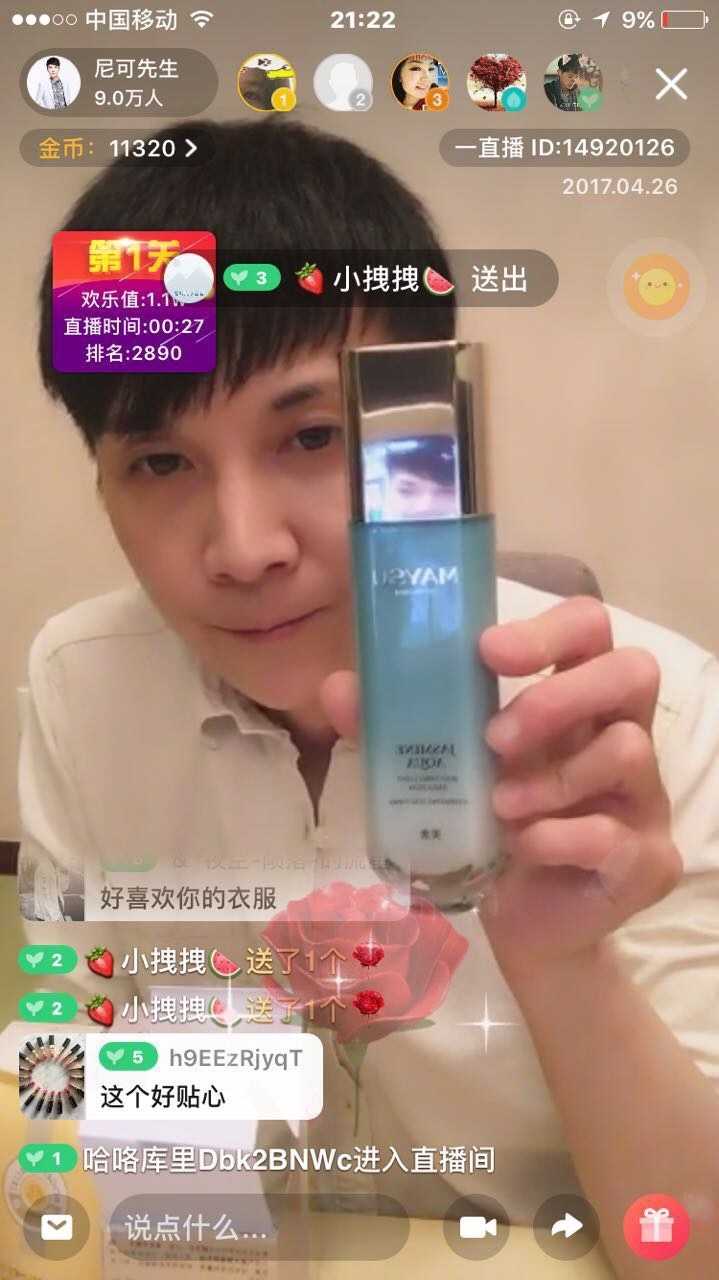 中国移动
21:22
9%
尼可先生
9.0万人
1
2
3
金币：11320
一直播 ID:14920126
2017.04.26
第1关
欢乐值:1.1w
直播时间:00:27
排名:2890
3 小拽拽 送出
MAYSU
JASMINE
AQUA
美素
好喜欢你的衣服
2 小拽拽 送了1个
2 小拽拽 送了1个
5 h9EEzRjyqT
这个好贴心
1 哈咯库里Dbk2BNWc进入直播间
说点什么...